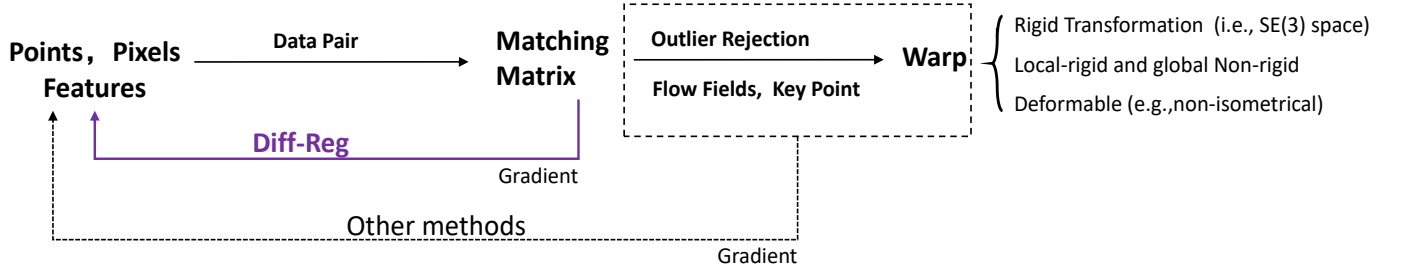 Points，Pixels
Features
Data Pair
Matching
Matrix
Outlier Rejection
Flow Fields，Key Point
Warp
Rigid Transformation (i.e., SE(3) space)
Local-rigid and global Non-rigid
Deformable (e.g.,non-isometrical)
Diff-Reg
Gradient
Other methods
Gradient